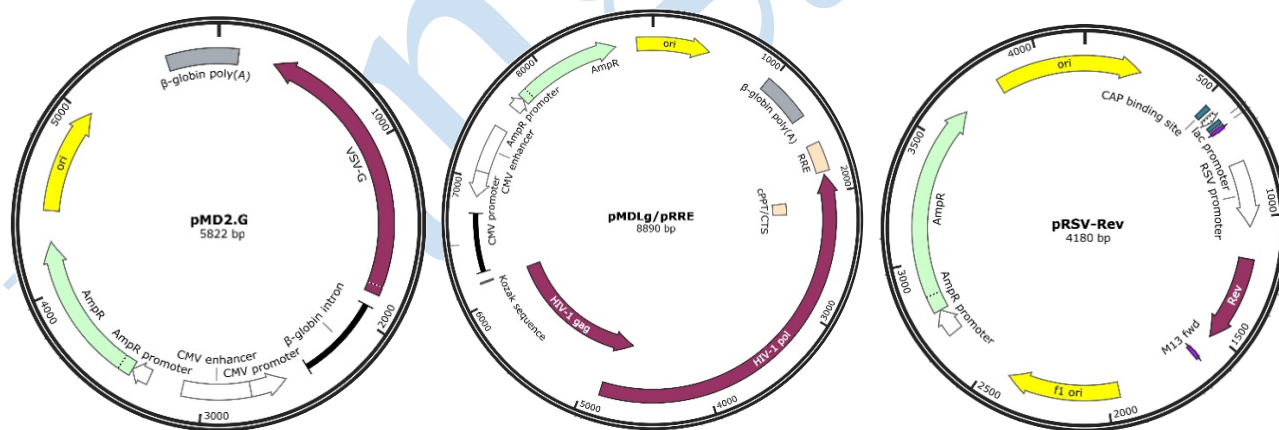 β-globin poly(A)
VSV-G
1000
2000
β-globin intron
CMV promoter
CMV enhancer
3000
AmpR promoter
AmpR
4000
ori
5000
pMD2.G
5822 bp
ori
1000
β-globin poly(A)
RRE
2000
cPPT/CTS
3000
HIV-1 pol
4000
5000
HIV-1 gag
Kozak sequence
6000
CMV promoter
7000
CMV enhancer
AmpR promoter
AmpR
8000
pMDLg/pRRE
8890 bp
4000
ori
500
CAP binding site
lac promoter
RSV promoter
1000
Rev
1500
M13 fwd
2000
f1 ori
2500
AmpR promoter
3000
AmpR
3500
pRSV-Rev
4180 bp